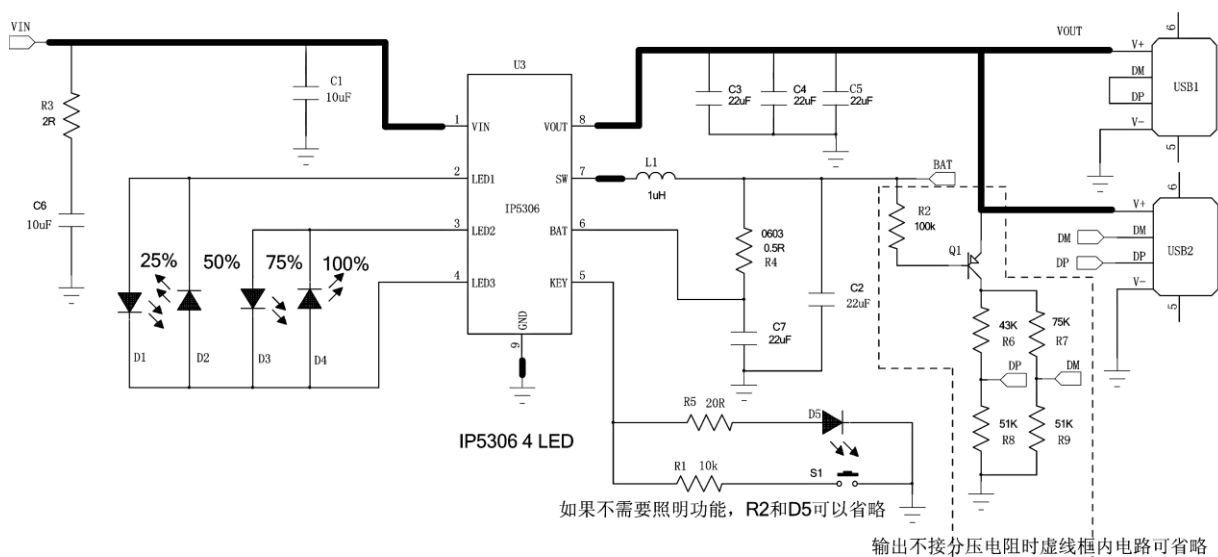 VIN
VOUT
6
V+
DM
DP
V-
USB1
5
R3
2R
C1
10uF
U3
C3
22uF
C4
22uF
C5
22uF
1
VIN
VOUT
8
2
LED1
SW
7
L1
1uH
BAT
IP5306
3
LED2
BAT
6
4
LED3
KEY
5
GND
9
C6
10uF
25%
50%
75%
100%
D1
D2
D3
D4
0603
0.5R
R4
R2
100k
Q1
6
V+
DM
DM
DP
DP
V-
USB2
5
C2
22uF
C7
22uF
43K
R6
75K
R7
DP
DM
51K
R8
51K
R9
R5
20R
D5
IP5306 4 LED
R1
10k
S1
如果不需要照明功能，R2和D5可以省略
输出不接分压电阻时虚线框内电路可省略